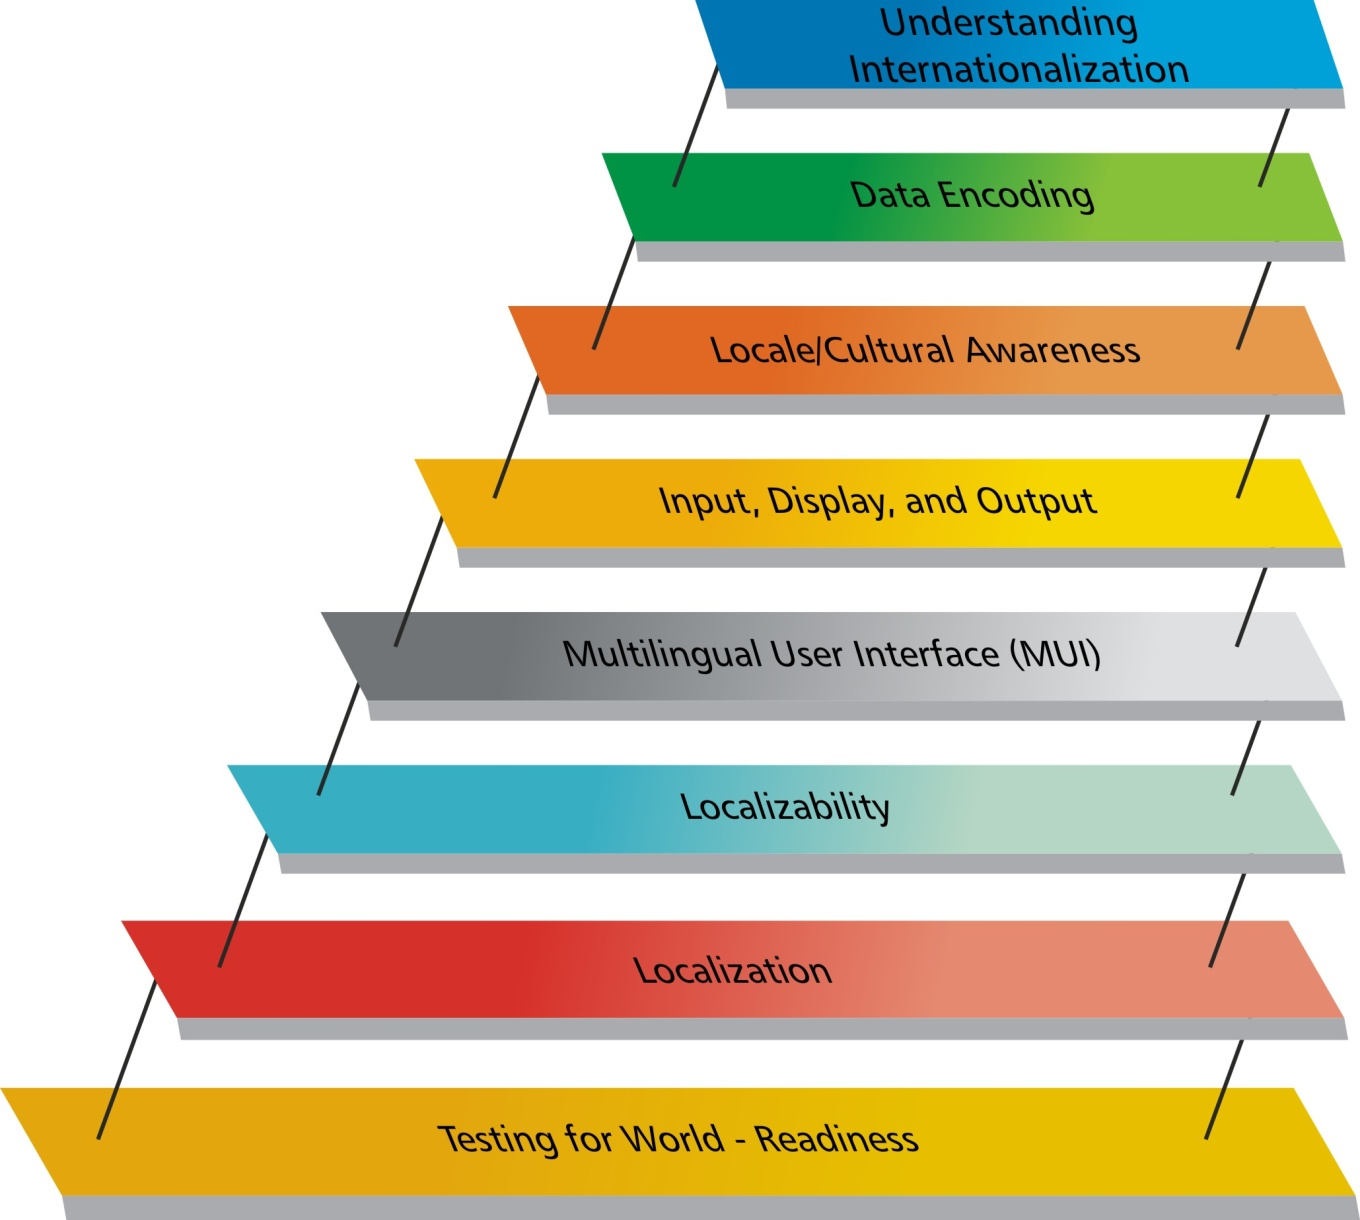 Understanding
Internationalization
Data Encoding
Locale/Cultural Awareness
Input, Display, and Output
Multilingual User Interface (MUI)
Localizability
Localization
Testing for World - Readiness